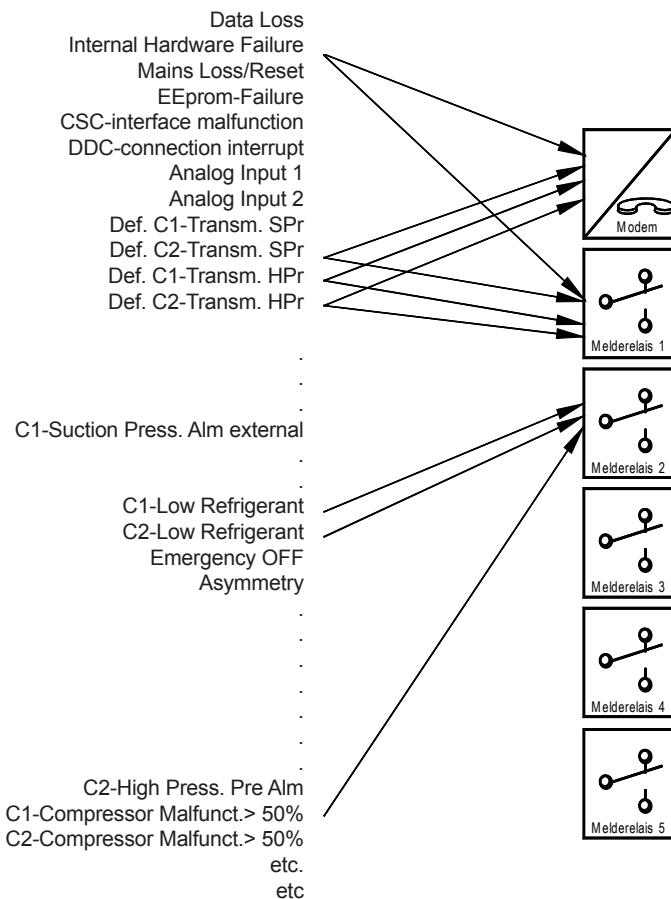 Data Loss
Internal Hardware Failure
Mains Loss/Reset
EEprom-Failure
CSC-interface malfunction
DDC-connection interrupt
Analog Input 1
Analog Input 2
Def. C1-Transm. SPr
Def. C2-Transm. SPr
Def. C1-Transm. HPr
Def. C2-Transm. HPr
.
.
.
C1-Suction Press. Alm external
.
.
C1-Low Refrigerant
C2-Low Refrigerant
Emergency OFF
Asymmetry
.
.
.
.
.
.
.
C2-High Press. Pre Alm
C1-Compressor Malfunct.> 50%
C2-Compressor Malfunct.> 50%
etc.
etc
Modem
Melderelais 1
Melderelais 2
Melderelais 3
Melderelais 4
Melderelais 5